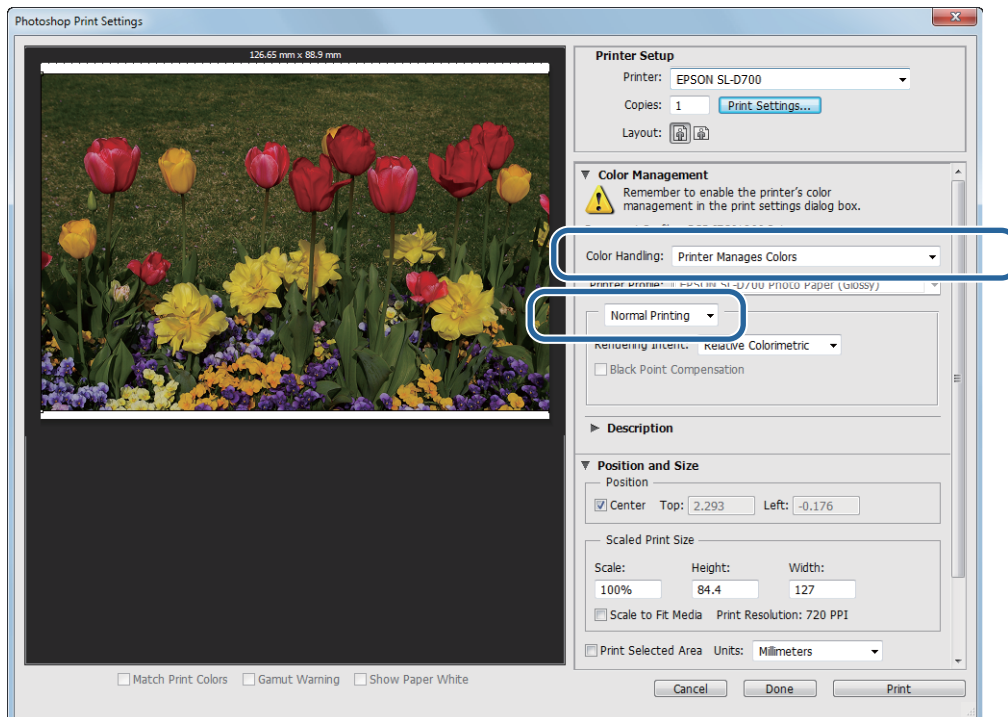 Photoshop Print Settings
126.65 mm x 88.9 mm
Printer Setup
Printer: EPSON SL-D700
Copies: 1 Print Settings...
Layout:
Color Management
Remember to enable the printer's color
management in the print settings dialog box.
Color Handling: Printer Manages Colors
Printer Profile: EPSON SL-D700 Photo Paper (Glossy)
Normal Printing
Rendering Intent: Relative Colorimetric
Black Point Compensation
Description
Position and Size
Position
Center Top: 2.293 Left: -0.176
Scaled Print Size
Scale: Height: Width:
100% 84.4 127
Scale to Fit Media Print Resolution: 720 PPI
Print Selected Area Units: Millimeters
Match Print Colors Gamut Warning Show Paper White
Cancel Done Print